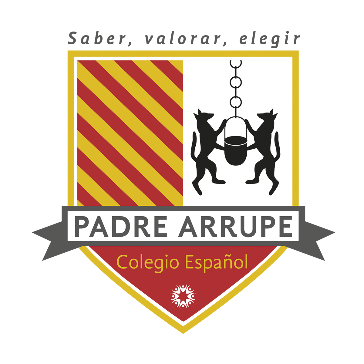 Saber, valorar, elegir
PADRE ARRUPE
Colegio Español